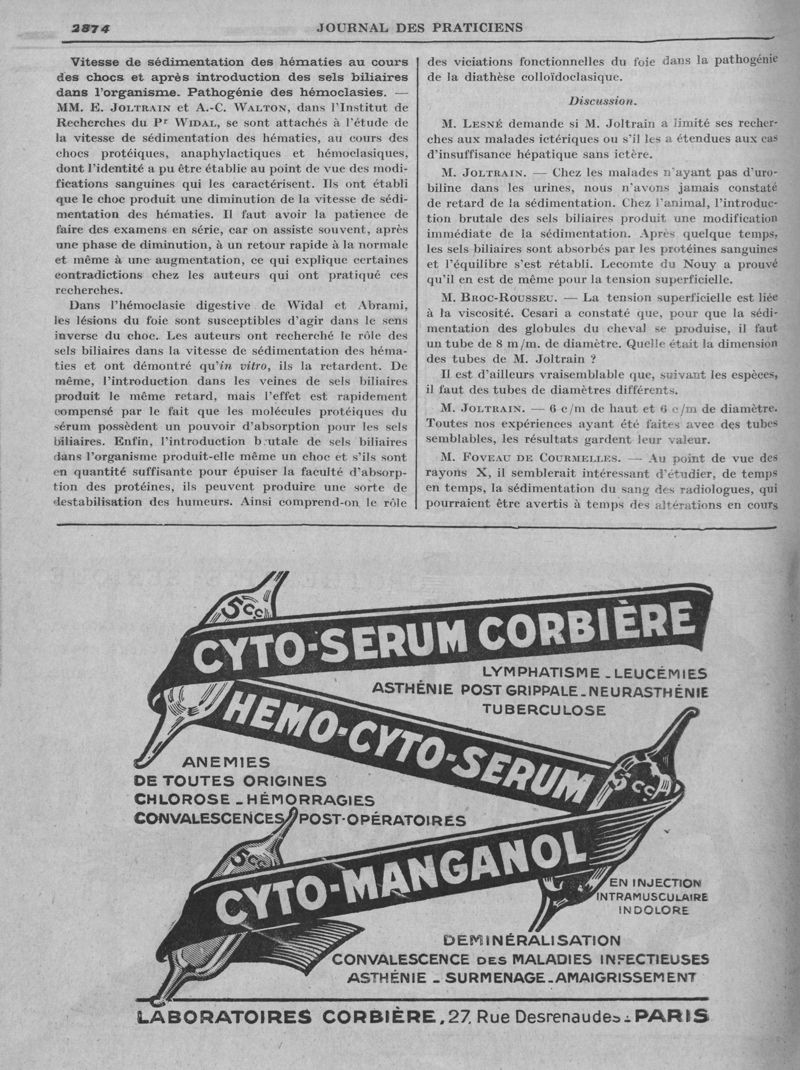 2874
JOURNAL DES PRATICIENS
Vitesse de sédimentation des hématies au cours
des chocs et après introduction des sels biliaires
dans l'organisme. Pathogénie des hémoclasies. —
MM. E. JOLTRAIN et A.-C. WALTON, dans l'Institut de
Recherches du Pr WIDAL, se sont attachés à l'étude de
la vitesse de sédimentation des hématies, au cours des
chocs protéiques, anaphylactiques et hémoclasiques,
dont l'identité a pu être établie au point de vue des modi-
fications sanguines qui les caractérisent. Ils ont établi
que le choc produit une diminution de la vitesse de sédi-
mentation des hématies. Il faut avoir la patience de
faire des examens en série, car on assiste souvent, après
une phase de diminution, à un retour rapide à la normale
et même à une augmentation, ce qui explique certaines
contradictions chez les auteurs qui ont pratiqué ces
recherches.
Dans l'hémoclasie digestive de Widal et Abrami,
les lésions du foie sont susceptibles d'agir dans le sens
inverse du choc. Les auteurs ont recherché le rôle des
sels biliaires dans la vitesse de sédimentation des héma-
ties et ont démontré qu'in vitro, ils la retardent. De
même, l'introduction dans les veines de sels biliaires
produit le même retard, mais l'effet est rapidement
compensé par le fait que les molécules protéiques du
sérum possèdent un pouvoir d'absorption pour les sels
biliaires. Enfin, l'introduction b utale de sels biliaires
dans l'organisme produit-elle même un choc et s'ils sont
en quantité suffisante pour épuiser la faculté d'absorp-
tion des protéines, ils peuvent produire une sorte de
destabilisation des humeurs. Ainsi comprend-on le rôle
des viciations fonctionnelles du foie dans la pathogénie
de la diathèse colloïdoclasique.
Discussion.
M. LESNÉ demande si M. Joltrain a limité ses recher-
ches aux malades ictériques ou s'il les a étendues aux cas
d'insuffisance hépatique sans ictère.
M. JOLTRAIN. — Chez les malades n'ayant pas d'uro-
biline dans les urines, nous n'avons jamais constaté
de retard de la sédimentation. Chez l'animal, l'introduc-
tion brutale des sels biliaires produit une modification
immédiate de la sédimentation. Après quelque temps,
les sels biliaires sont absorbés par les protéines sanguines
et l'équilibre s'est rétabli. Lecomte du Nouy a prouvé
qu'il en est de même pour la tension superficielle.
M. BROC-ROUSSEU. — La tension superficielle est liée
à la viscosité. Cesari a constaté que, pour que la sédi-
mentation des globules du cheval se produise, il faut
un tube de 8 m/m. de diamètre. Quelle était la dimension
des tubes de M. Joltrain ?
Il est d'ailleurs vraisemblable que, suivant les espèces,
il faut des tubes de diamètres différents.
M. JOLTRAIN. — 6 c/m de haut et 6 c/m de diamètre.
Toutes nos expériences ayant été faites avec des tubes
semblables, les résultats gardent leur valeur.
M. FOVEAU DE COURMELLES. — Au point de vue des
rayons X, il semblerait intéressant d'étudier, de temps
en temps, la sédimentation du sang des radiologues, qui
pourraient être avertis à temps des altérations en cours
5cc
CYTO-SERUM CORBIÈRE
LYMPHATISME - LEUCÉMIES
ASTHÉNIE POST GRIPPALE - NEURASTHÉNIE
TUBERCULOSE
HEMO-CYTO-SERUM
5cc
ANEMIES
DE TOUTES ORIGINES
CHLOROSE - HÉMORRAGIES
CONVALESCENCES POST-OPÉRATOIRES
5cc
CYTO-MANGANOL
EN INJECTION
INTRAMUSCULAIRE
INDOLORE
DÉMINÉRALISATION
CONVALESCENCE DES MALADIES INFECTIEUSES
ASTHÉNIE - SURMENAGE - AMAIGRISSEMENT
LABORATOIRES CORBIÈRE, 27, Rue Desrenaudes - PARIS